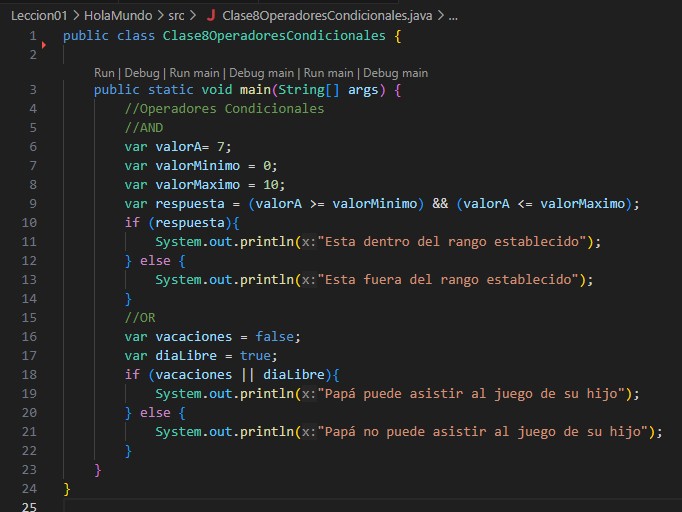 Leccion01 > HolaMundo > src > J Clase8OperadoresCondicionales.java > ...
1 public class Clase8OperadoresCondicionales {
2
Run | Debug | Run main | Debug main | Run main | Debug main
3     public static void main(String[] args) {
4         //Operadores Condicionales
5         //AND
6         var valorA= 7;
7         var valorMinimo = 0;
8         var valorMaximo = 10;
9         var respuesta = (valorA >= valorMinimo) && (valorA <= valorMaximo);
10         if (respuesta){
11             System.out.println(x:"Esta dentro del rango establecido");
12         } else {
13             System.out.println(x:"Esta fuera del rango establecido");
14         }
15         //OR
16         var vacaciones = false;
17         var diaLibre = true;
18         if (vacaciones || diaLibre){
19             System.out.println(x:"Papá puede asistir al juego de su hijo");
20         } else {
21             System.out.println(x:"Papá no puede asistir al juego de su hijo");
22         }
23     }
24 }
25